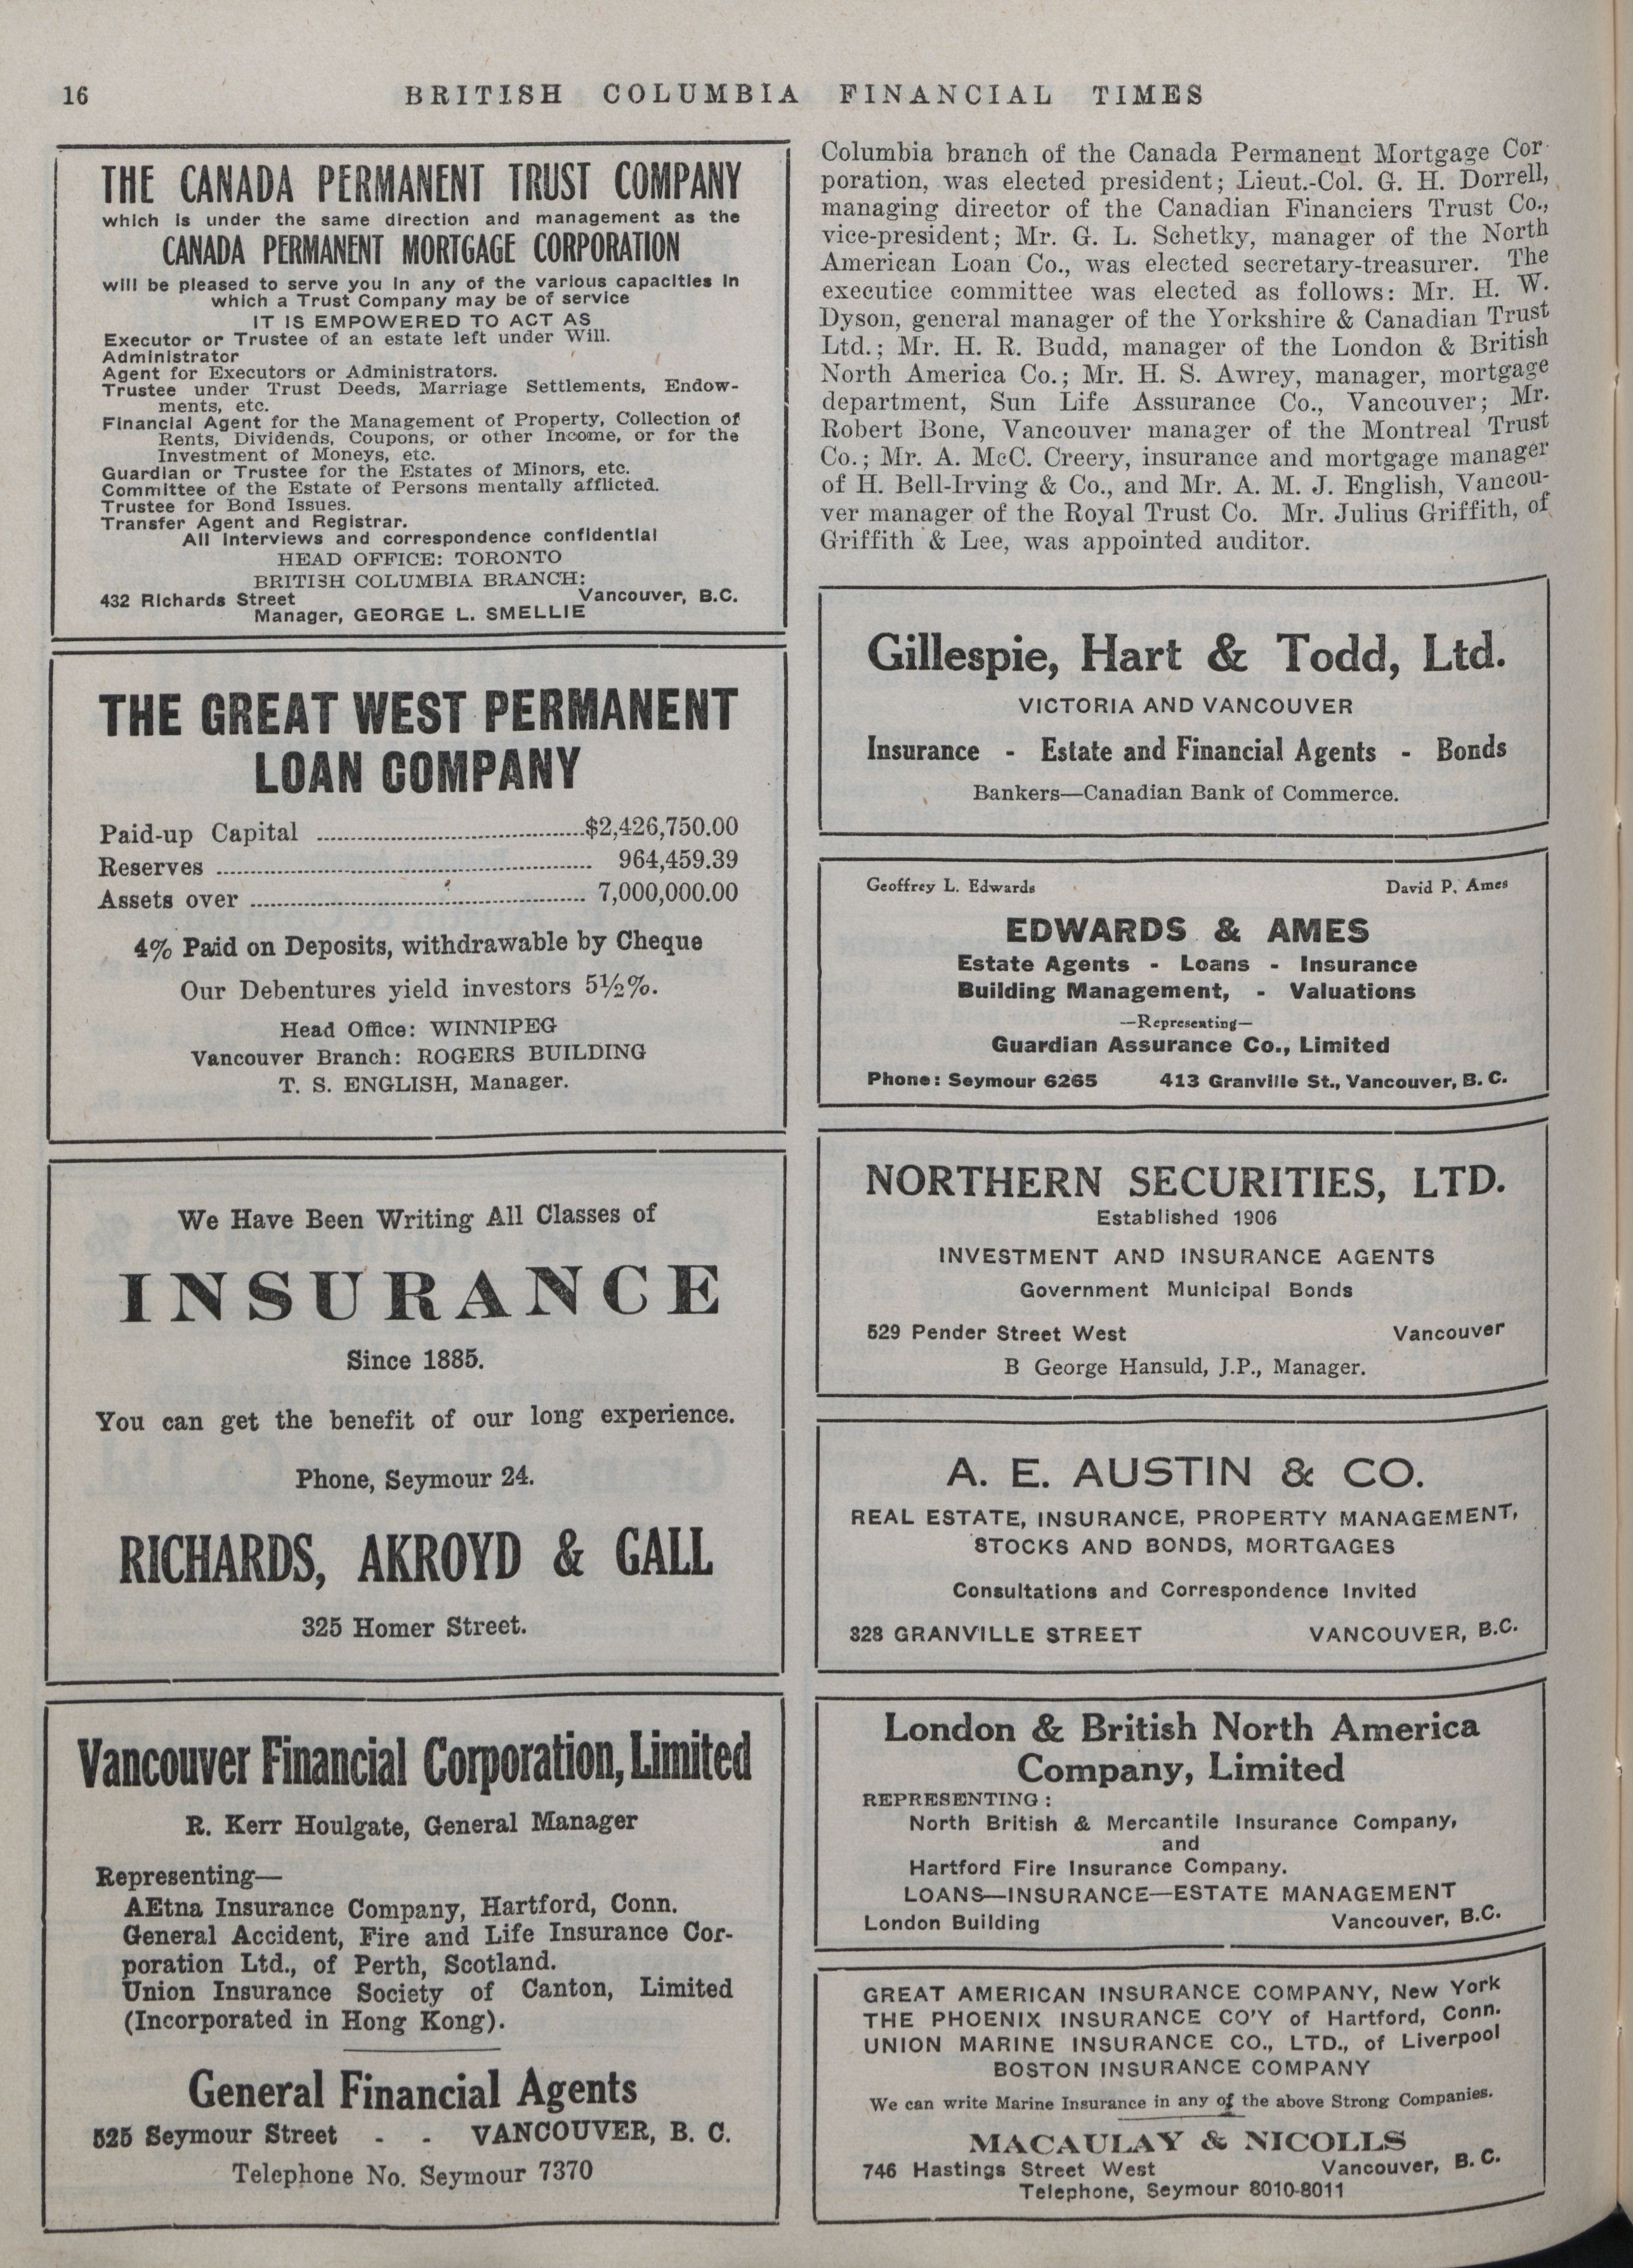 16
BRITISH COLUMBIA FINANCIAL TIMES
THE CANADA PERMANENT TRUST COMPANY
which is under the same direction and management as the
CANADA PERMANENT MORTGAGE CORPORATION
will be pleased to serve you in any of the various capacities in
which a Trust Company may be of service
IT IS EMPOWERED TO ACT AS
Executor or Trustee of an estate left under Will.
Administrator
Agent for Executors or Administrators.
Trustee under Trust Deeds, Marriage Settlements, Endow-
ments, etc.
Financial Agent for the Management of Property, Collection of
Rents, Dividends, Coupons, or other Income, or for the
Investment of Moneys, etc.
Guardian or Trustee for the Estates of Minors, etc.
Committee of the Estate of Persons mentally afflicted.
Trustee for Bond Issues.
Transfer Agent and Registrar.
All interviews and correspondence confidential
HEAD OFFICE: TORONTO
BRITISH COLUMBIA BRANCH:
432 Richards Street Vancouver, B.C.
Manager, GEORGE L. SMELLIE
THE GREAT WEST PERMANENT
LOAN COMPANY
Paid-up Capital ........ $2,426,750.00
Reserves ........ 964,459.39
Assets over ........ 7,000,000.00
4% Paid on Deposits, withdrawable by Cheque
Our Debentures yield investors 5½%.
Head Office: WINNIPEG
Vancouver Branch: ROGERS BUILDING
T. S. ENGLISH, Manager.
We Have Been Writing All Classes of
INSURANCE
Since 1885.
You can get the benefit of our long experience.
Phone, Seymour 24.
RICHARDS, AKROYD & GALL
325 Homer Street.
Vancouver Financial Corporation, Limited
R. Kerr Houlgate, General Manager
Representing—
AEtna Insurance Company, Hartford, Conn.
General Accident, Fire and Life Insurance Cor-
poration Ltd., of Perth, Scotland.
Union Insurance Society of Canton, Limited
(Incorporated in Hong Kong).
General Financial Agents
525 Seymour Street - - VANCOUVER, B. C.
Telephone No. Seymour 7370
Columbia branch of the Canada Permanent Mortgage Cor-
poration, was elected president; Lieut.-Col. G. H. Dorrell,
managing director of the Canadian Financiers Trust Co.,
vice-president; Mr. G. L. Schetky, manager of the North
American Loan Co., was elected secretary-treasurer. The
executice committee was elected as follows: Mr. H. W.
Dyson, general manager of the Yorkshire & Canadian Trust
Ltd.; Mr. H. R. Budd, manager of the London & British
North America Co.; Mr. H. S. Awrey, manager, mortgage
department, Sun Life Assurance Co., Vancouver; Mr.
Robert Bone, Vancouver manager of the Montreal Trust
Co.; Mr. A. McC. Creery, insurance and mortgage manager
of H. Bell-Irving & Co., and Mr. A. M. J. English, Vancou-
ver manager of the Royal Trust Co. Mr. Julius Griffith, of
Griffith & Lee, was appointed auditor.
Gillespie, Hart & Todd, Ltd.
VICTORIA AND VANCOUVER
Insurance - Estate and Financial Agents - Bonds
Bankers—Canadian Bank of Commerce.
Geoffrey L. Edwards David P. Ames
EDWARDS & AMES
Estate Agents - Loans - Insurance
Building Management, - Valuations
—Representing—
Guardian Assurance Co., Limited
Phone: Seymour 6265 413 Granville St., Vancouver, B. C.
NORTHERN SECURITIES, LTD.
Established 1906
INVESTMENT AND INSURANCE AGENTS
Government Municipal Bonds
529 Pender Street West Vancouver
B George Hansuld, J.P., Manager.
A. E. AUSTIN & CO.
REAL ESTATE, INSURANCE, PROPERTY MANAGEMENT,
STOCKS AND BONDS, MORTGAGES
Consultations and Correspondence Invited
328 GRANVILLE STREET VANCOUVER, B.C.
London & British North America
Company, Limited
REPRESENTING:
North British & Mercantile Insurance Company,
and
Hartford Fire Insurance Company.
LOANS—INSURANCE—ESTATE MANAGEMENT
London Building Vancouver, B.C.
GREAT AMERICAN INSURANCE COMPANY, New York
THE PHOENIX INSURANCE CO'Y of Hartford, Conn.
UNION MARINE INSURANCE CO., LTD., of Liverpool
BOSTON INSURANCE COMPANY
We can write Marine Insurance in any of the above Strong Companies.
MACAULAY & NICOLLS
746 Hastings Street West Vancouver, B. C.
Telephone, Seymour 8010-8011